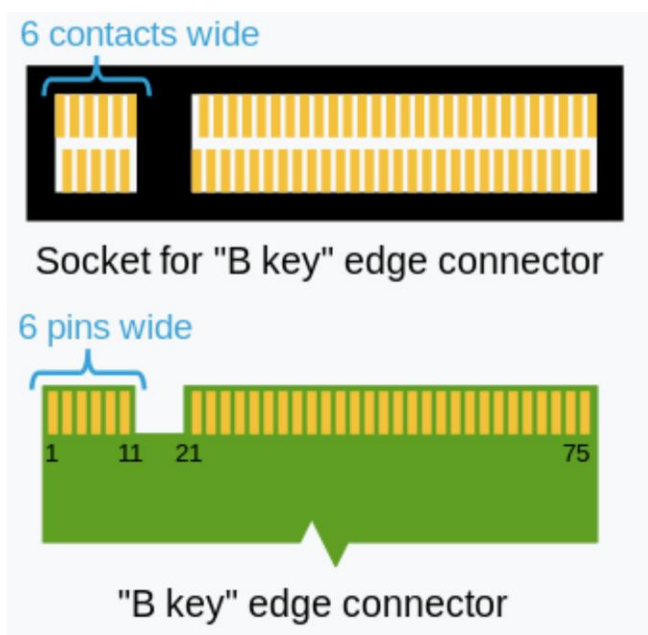 6 contacts wide
Socket for "B key" edge connector
6 pins wide
1 11 21 75
"B key" edge connector